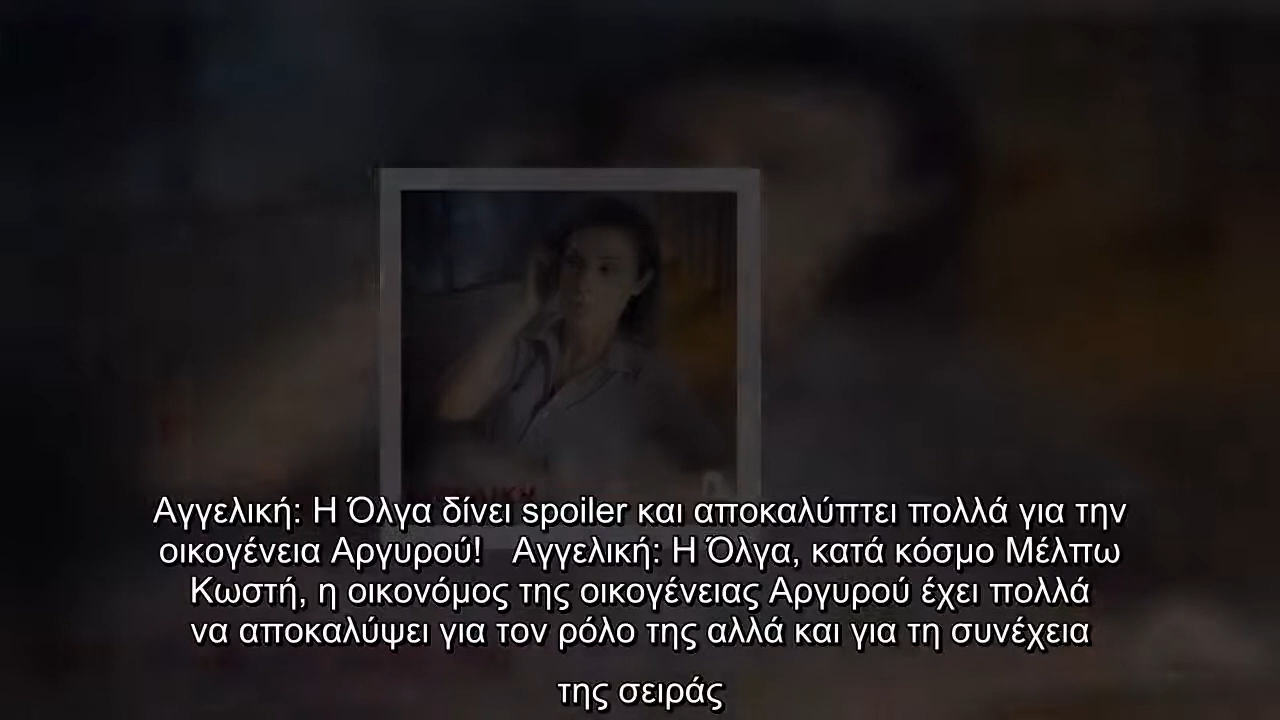 Αγγελική: Η Όλγα δίνει spoiler και αποκαλύπτει πολλά για την
οικογένεια Αργυρού! Αγγελική: Η Όλγα, κατά κόσμο Μέλπω
Κωστή, η οικονόμος της οικογένειας Αργυρού έχει πολλά
να αποκαλύψει για τον ρόλο της αλλά και για τη συνέχεια
της σειράς